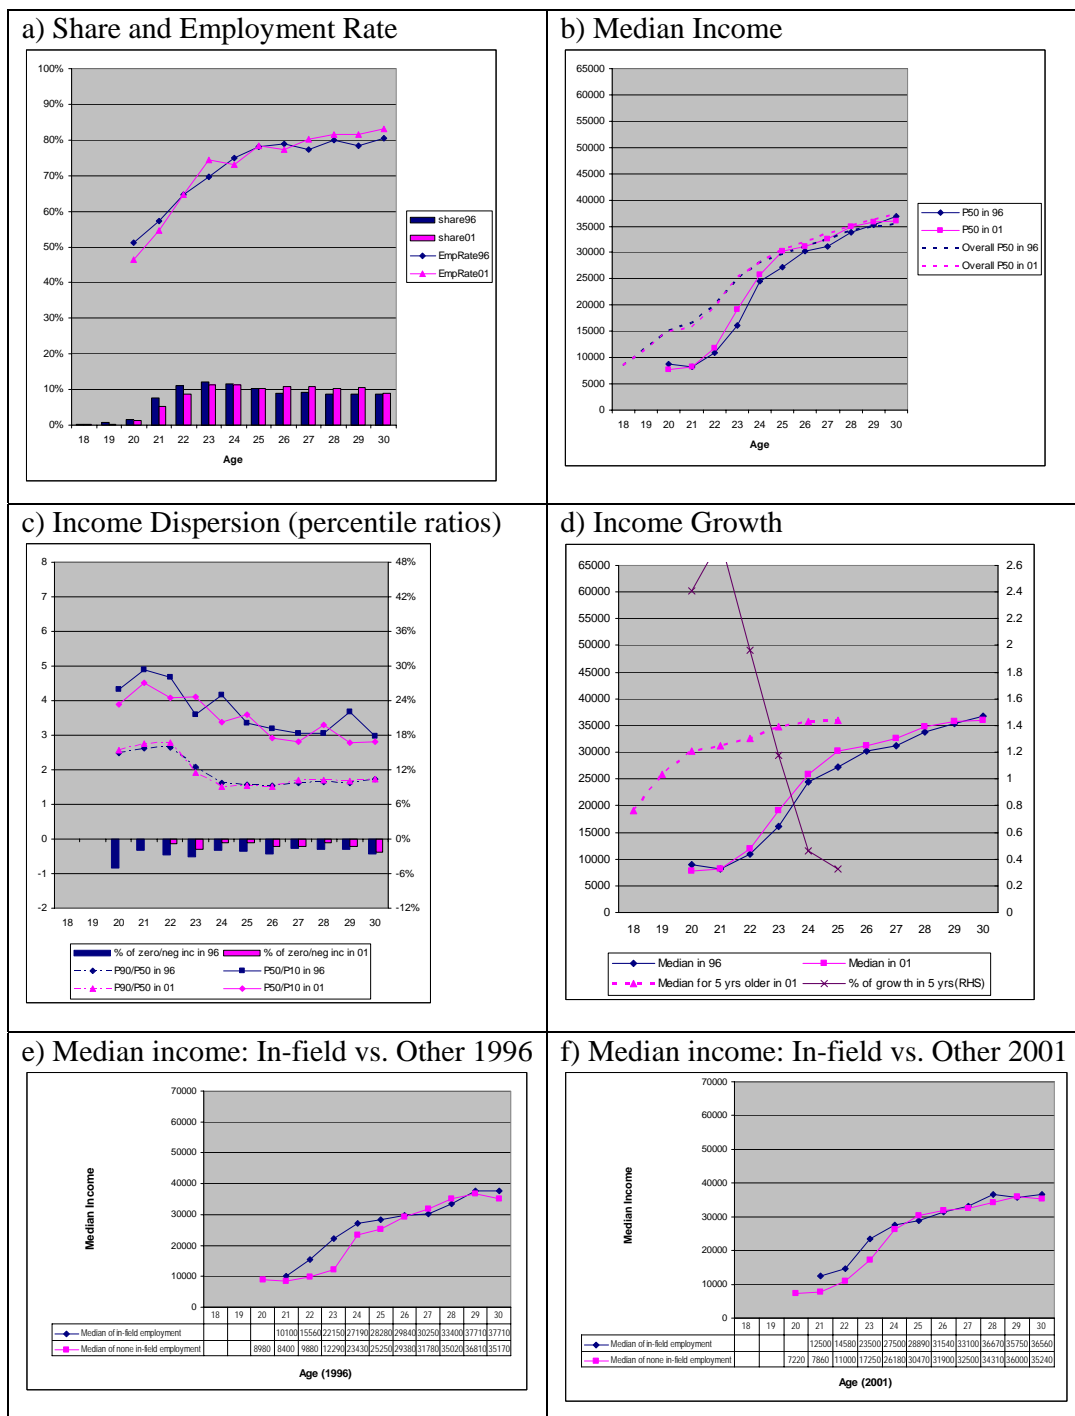 a) Share and Employment Rate
100%
90%
80%
70%
60%
50%
40%
30%
20%
10%
0%
18 19 20 21 22 23 24 25 26 27 28 29 30
Age
share96
share01
EmpRate96
EmpRate01
b) Median Income
65000
60000
55000
50000
45000
40000
35000
30000
25000
20000
15000
10000
5000
0
18 19 20 21 22 23 24 25 26 27 28 29 30
Age
P50 in 96
P50 in 01
Overall P50 in 96
Overall P50 in 01
c) Income Dispersion (percentile ratios)
8 48%
7 42%
6 36%
5 30%
4 24%
3 18%
2 12%
1 6%
0 0%
-1 -6%
-2 -12%
18 19 20 21 22 23 24 25 26 27 28 29 30
% of zero/neg inc in 96 % of zero/neg inc in 01
P90/P50 in 96 P50/P10 in 96
P90/P50 in 01 P50/P10 in 01
d) Income Growth
65000 2.6
60000 2.4
55000 2.2
50000 2
45000 1.8
40000 1.6
35000 1.4
30000 1.2
25000 1
20000 0.8
15000 0.6
10000 0.4
5000 0.2
0 0
18 19 20 21 22 23 24 25 26 27 28 29 30
Median in 96 Median in 01
Median for 5 yrs older in 01 % of growth in 5 yrs(RHS)
e) Median income: In-field vs. Other 1996
Median Income
70000
60000
50000
40000
30000
20000
10000
0
18 19 20 21 22 23 24 25 26 27 28 29 30
Median of in-field employment 10100 15560 22150 27190 28280 29840 30250 33400 37710 37710
Median of none in-field employment 8980 8400 9880 12290 23430 25250 29380 31780 35020 36810 35170
Age (1996)
f) Median income: In-field vs. Other 2001
Median Income
70000
60000
50000
40000
30000
20000
10000
0
18 19 20 21 22 23 24 25 26 27 28 29 30
Median of in-field employment 12500 14580 23500 27500 28890 31540 33100 36670 35750 36560
Median of none in-field employment 7220 7860 11000 17250 26180 30470 31900 32500 34310 36000 35240
Age (2001)